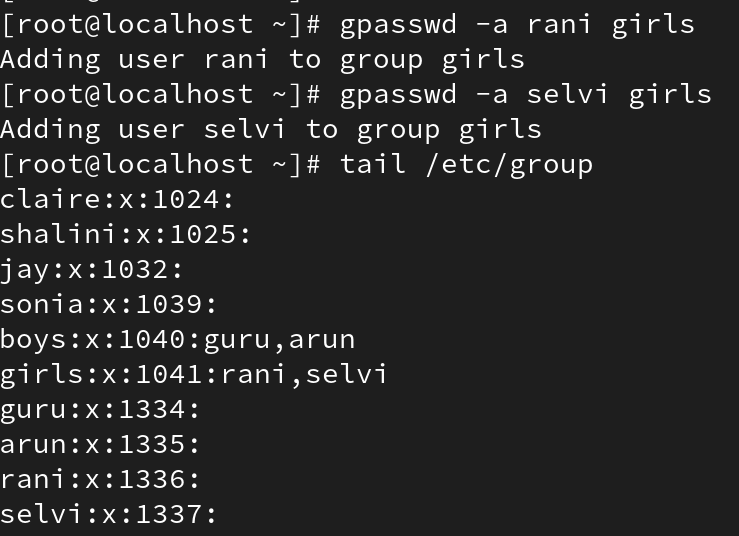 [root@localhost ~]# gpasswd -a rani girls
Adding user rani to group girls
[root@localhost ~]# gpasswd -a selvi girls
Adding user selvi to group girls
[root@localhost ~]# tail /etc/group
claire:x:1024:
shalini:x:1025:
jay:x:1032:
sonia:x:1039:
boys:x:1040:guru,arun
girls:x:1041:rani,selvi
guru:x:1334:
arun:x:1335:
rani:x:1336:
selvi:x:1337: